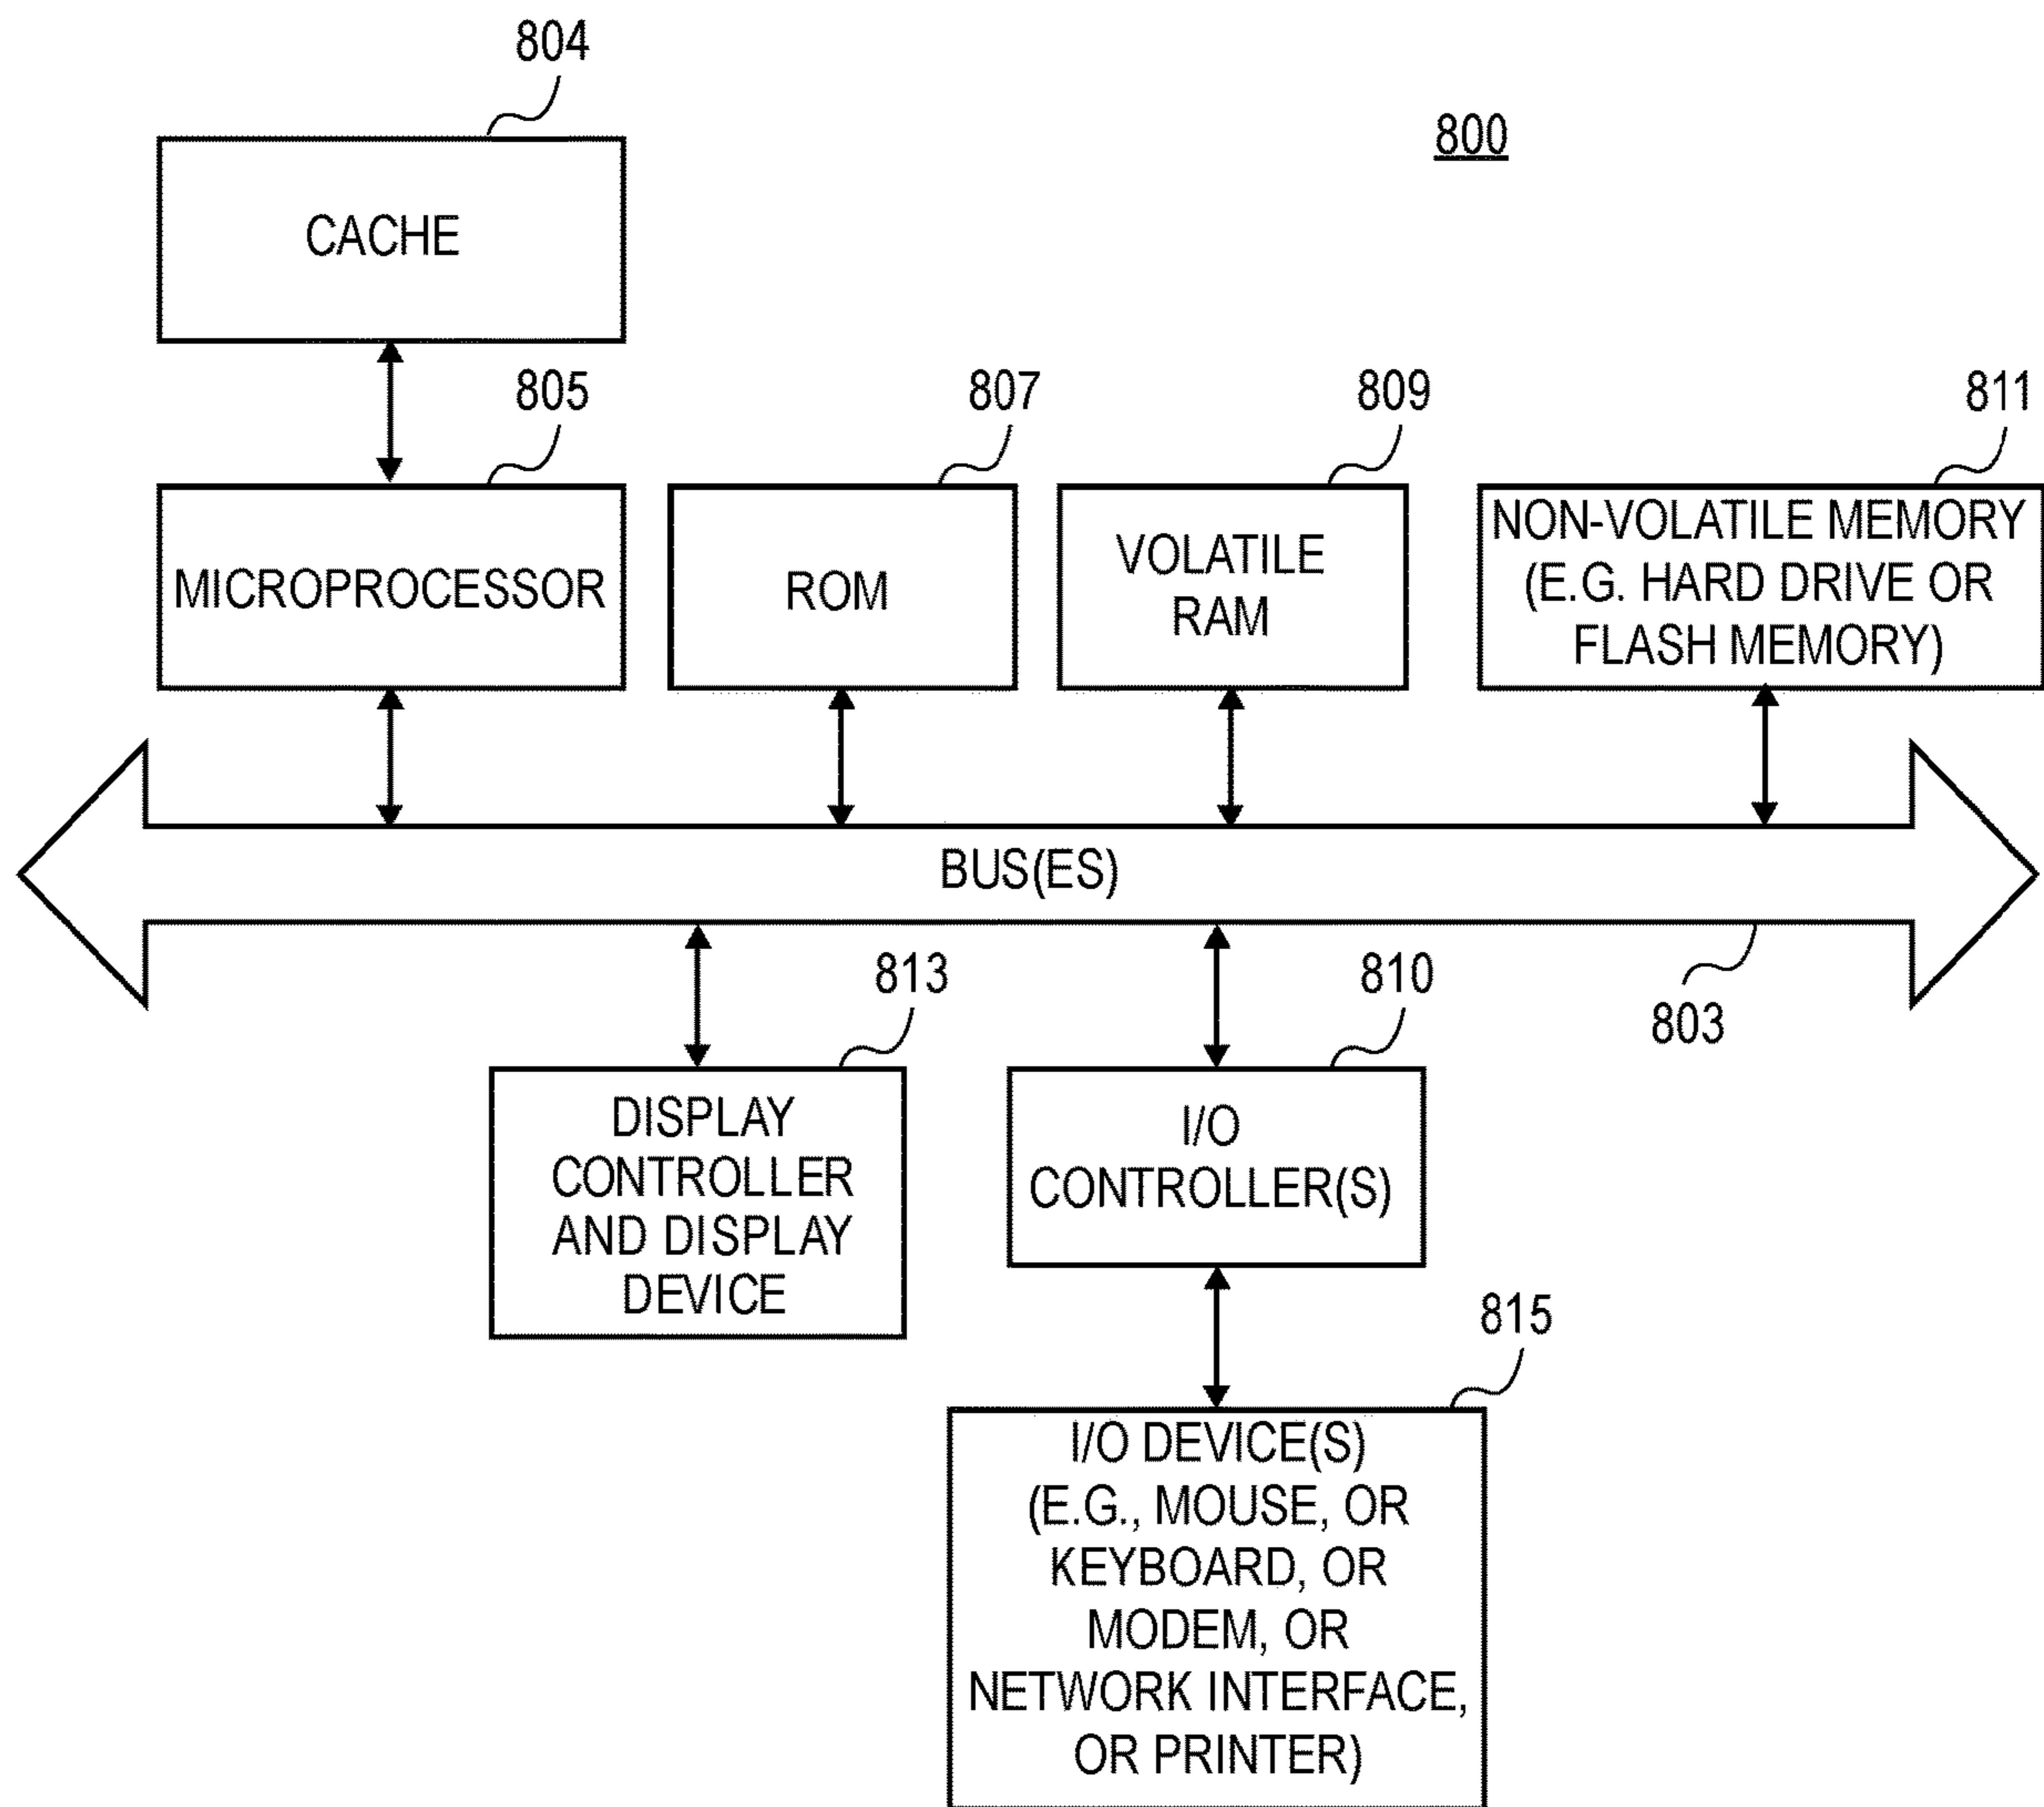 804
800
CACHE
805
807
809
811
MICROPROCESSOR
ROM
VOLATILE
RAM
NON-VOLATILE MEMORY
(E.G. HARD DRIVE OR
FLASH MEMORY)
BUS(ES)
803
813
810
DISPLAY
CONTROLLER
AND DISPLAY
DEVICE
I/O
CONTROLLER(S)
815
I/O DEVICE(S)
(E.G., MOUSE, OR
KEYBOARD, OR
MODEM, OR
NETWORK INTERFACE,
OR PRINTER)